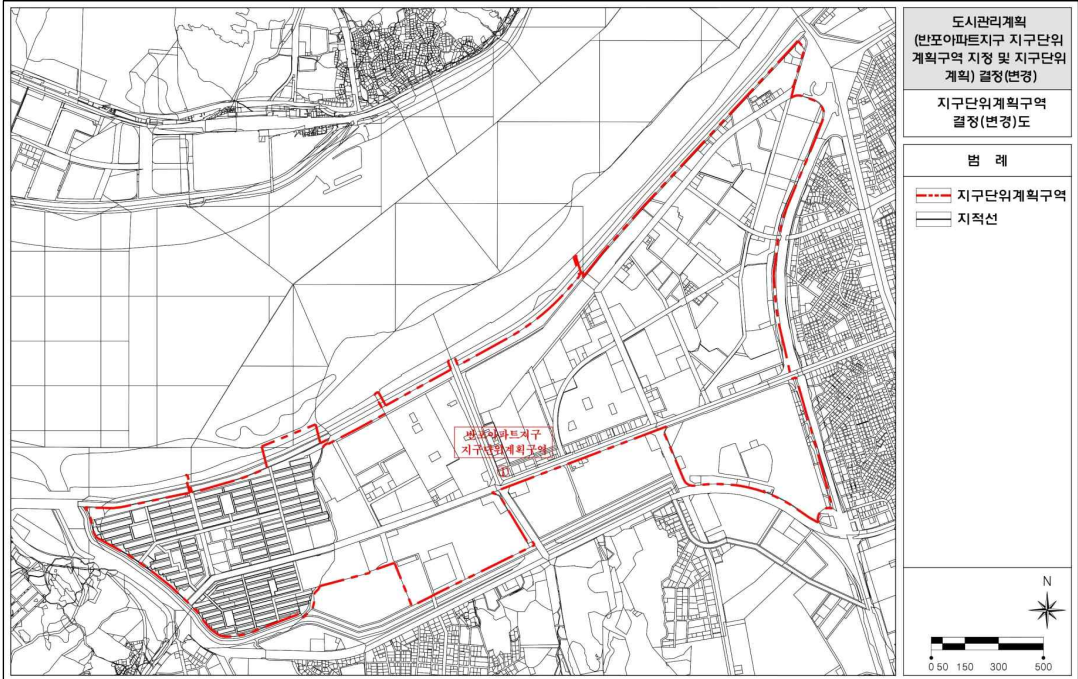 도시관리계획
(반포아파트지구 지구단위
계획구역 지정 및 지구단위
계획) 결정(변경)
지구단위계획구역
결정(변경)도
범 례
지구단위계획구역
지적선
반포아파트지구
지구단위계획구역
1
N
0 50 150 300 500